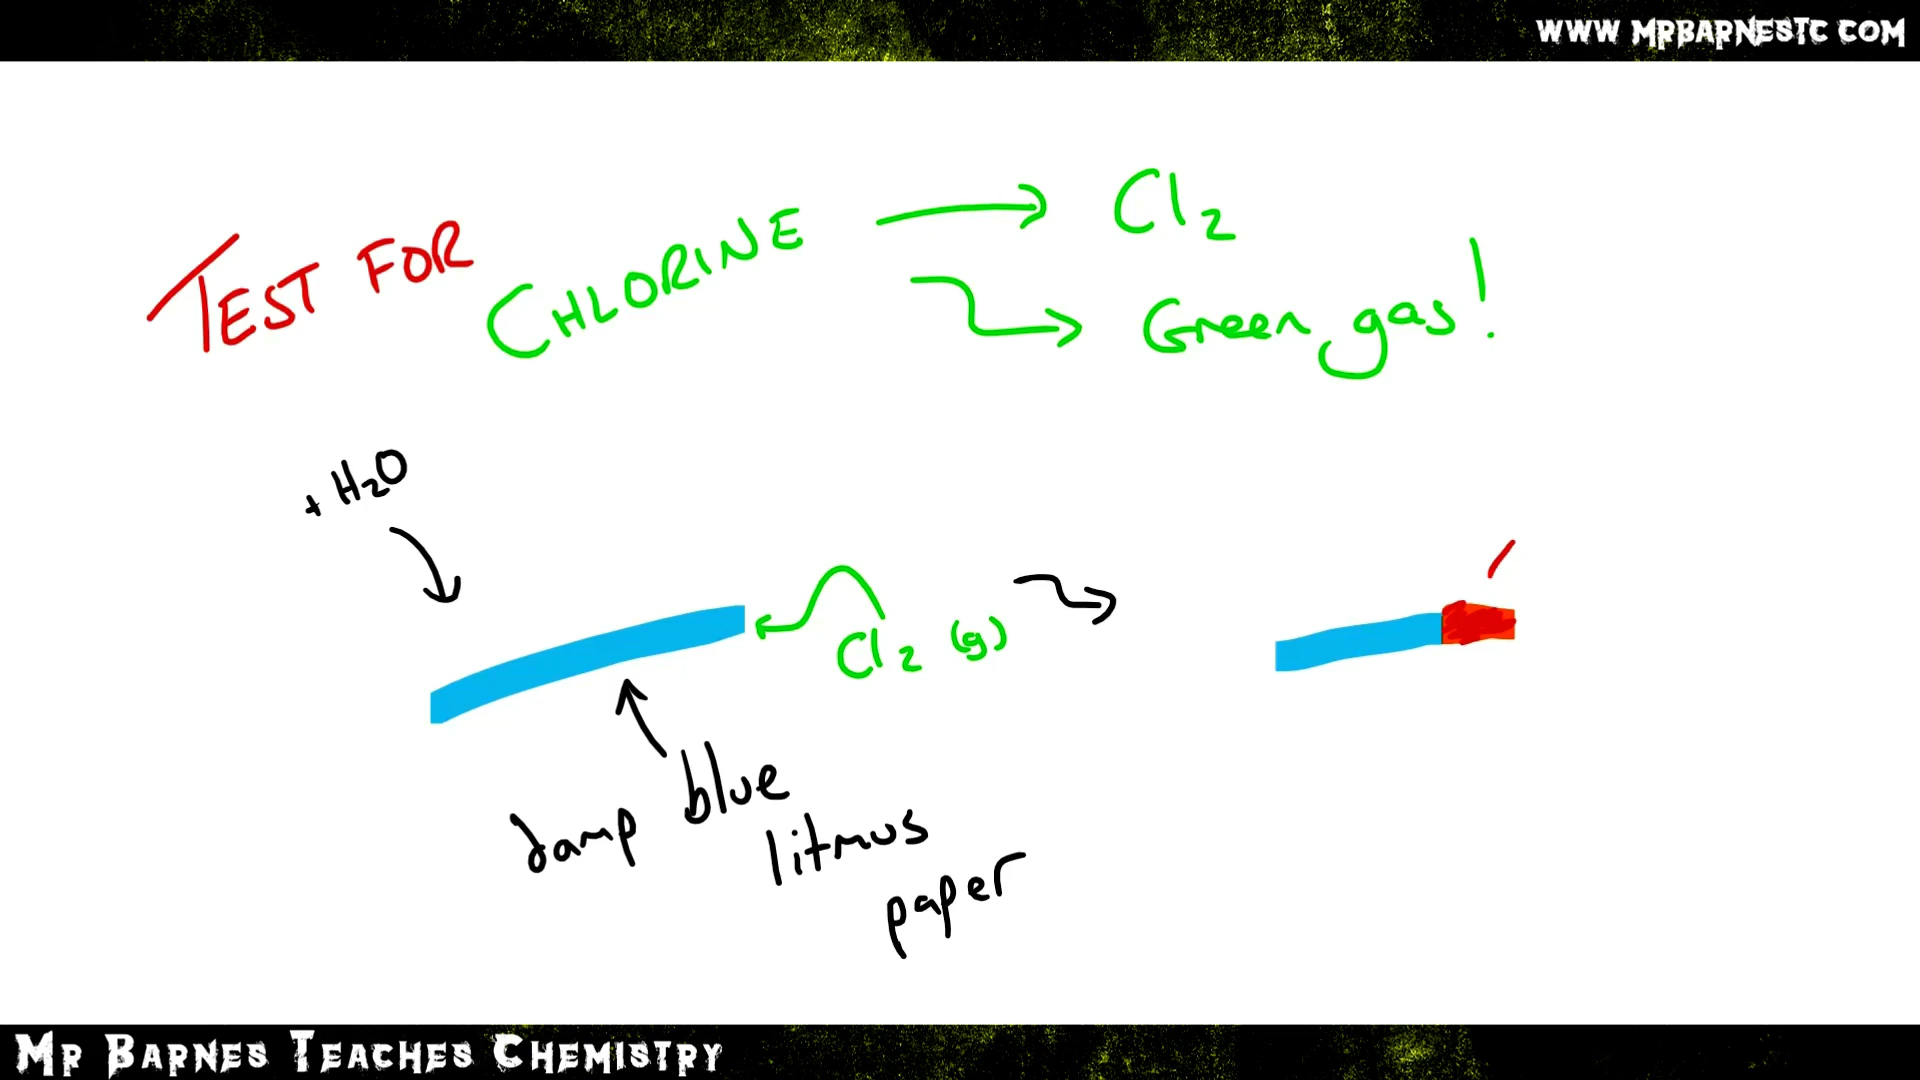 WWW MRBARNESTC COM
TEST FOR CHLORINE
Cl2
Green gas!
+ H2O
Cl2 (g)
damp blue
litmus
paper
MR BARNES TEACHES CHEMISTRY